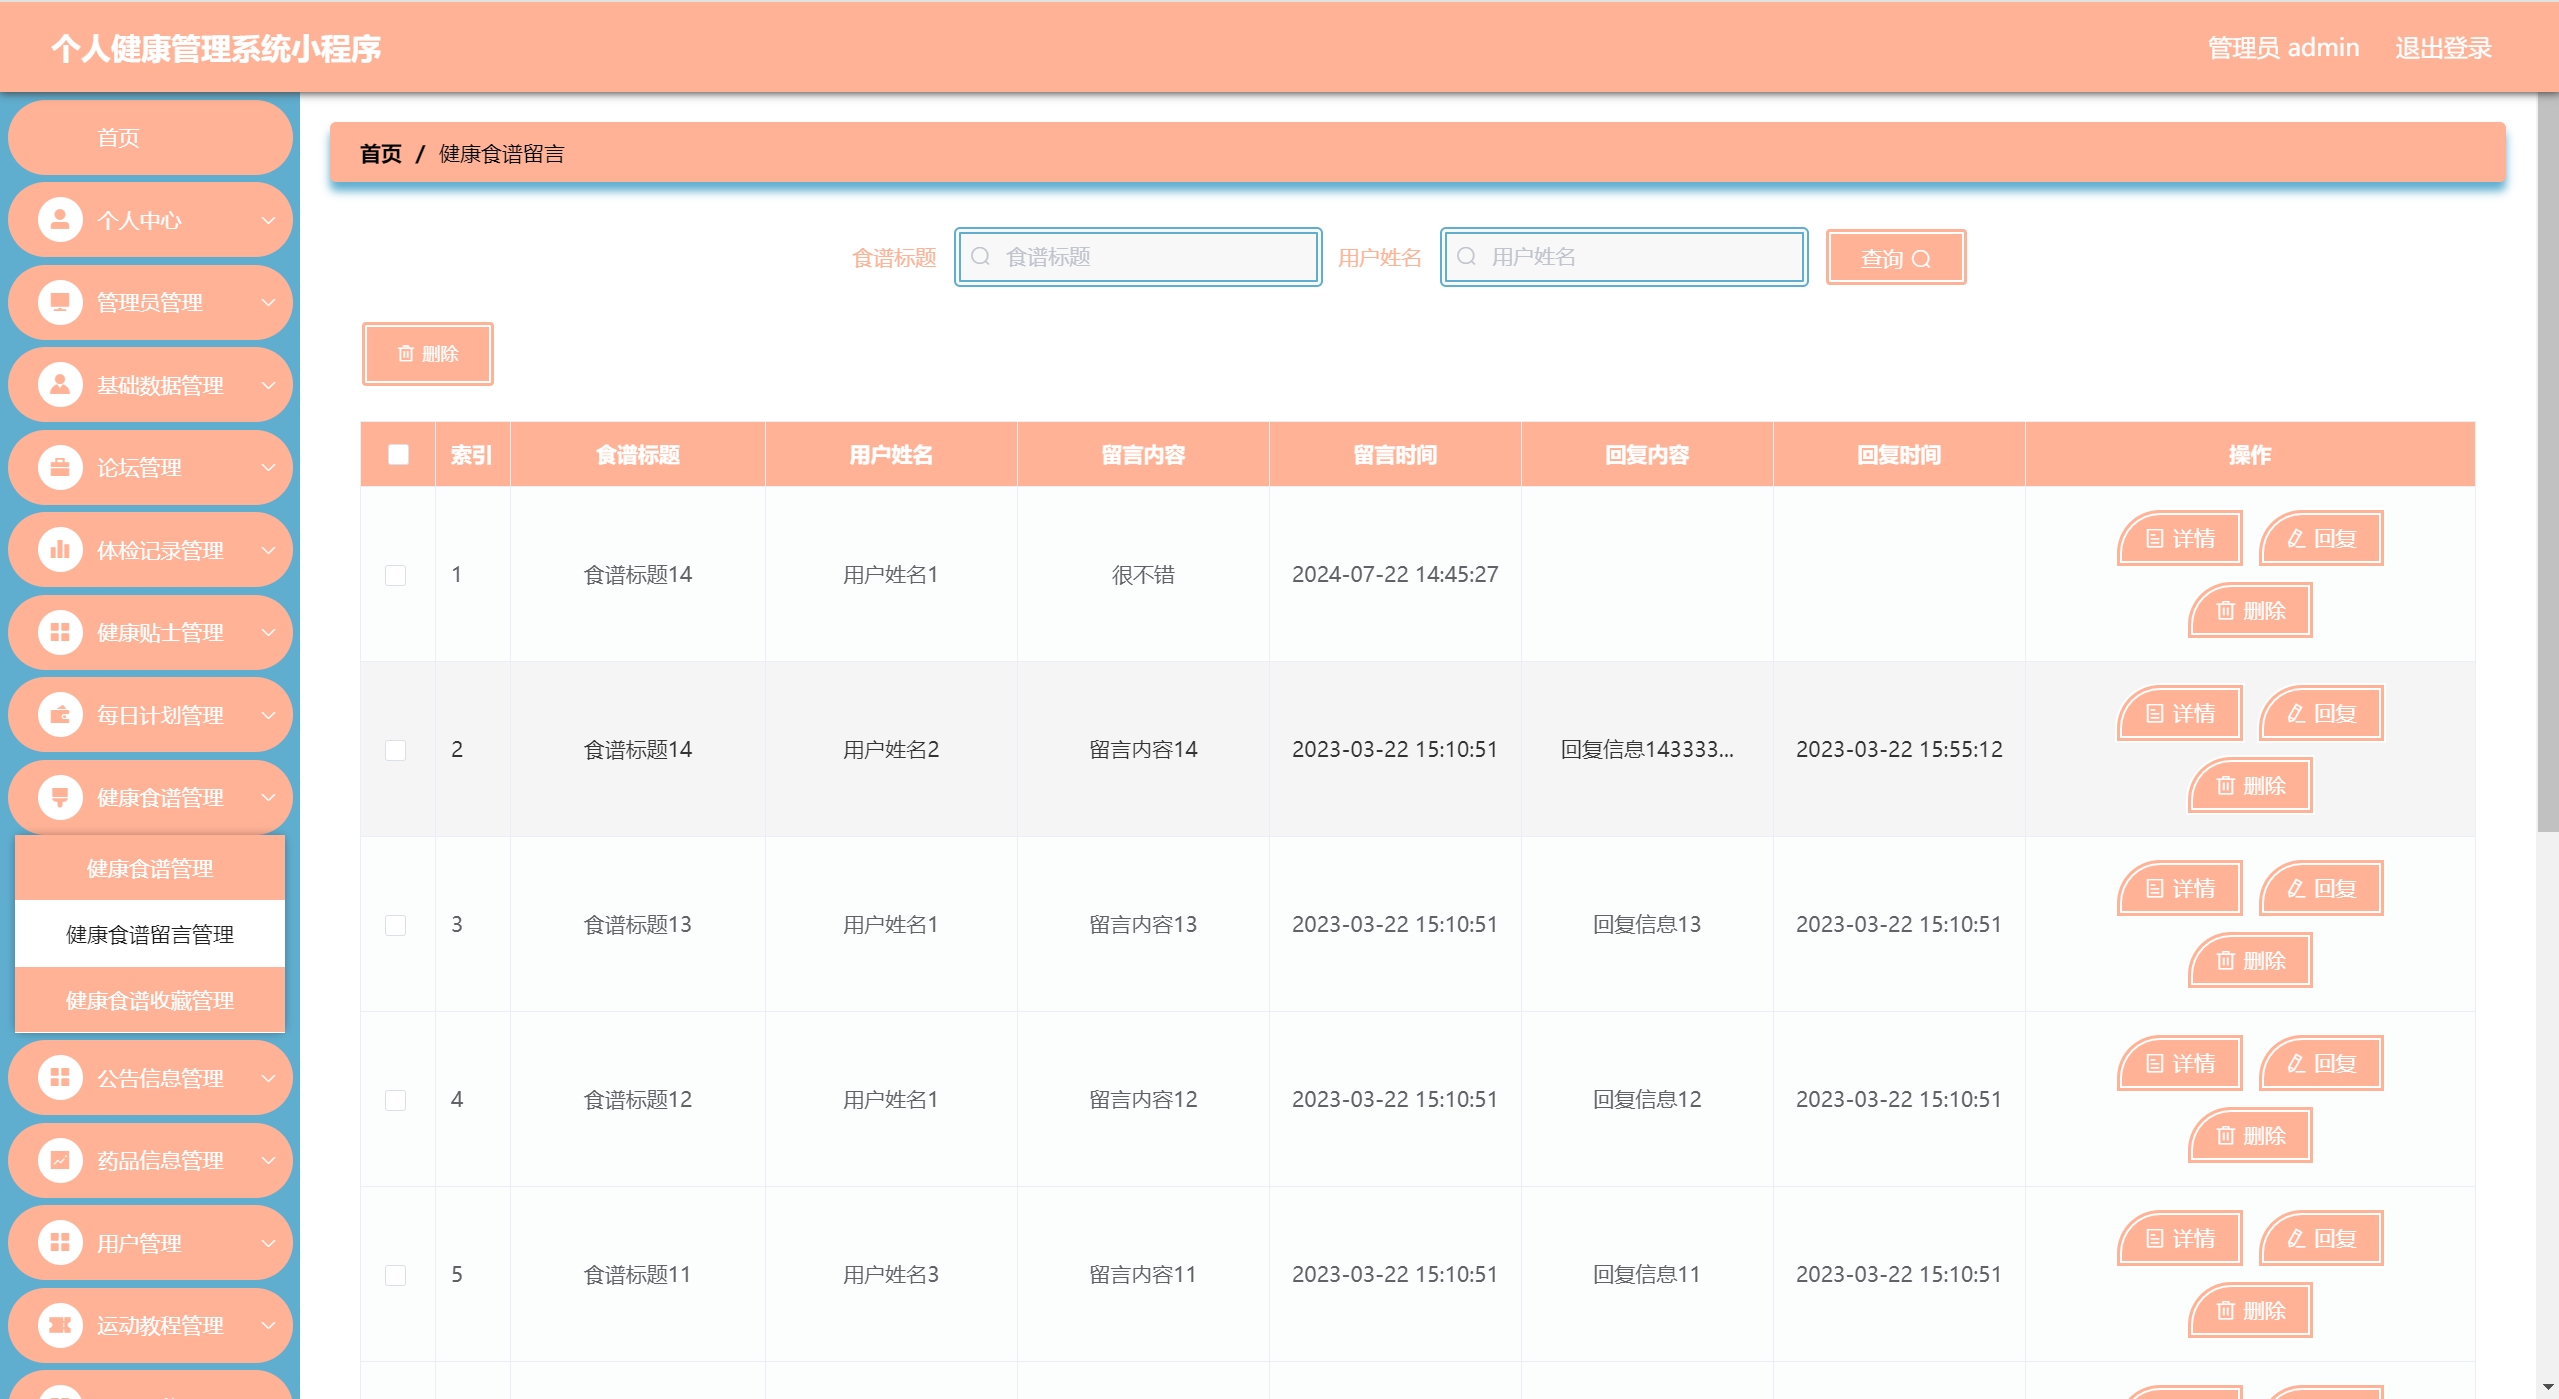 个人健康管理系统小程序
管理员 admin 退出登录
首页
个人中心
管理员管理
基础数据管理
论坛管理
体检记录管理
健康贴士管理
每日计划管理
健康食谱管理
健康食谱管理
健康食谱留言管理
健康食谱收藏管理
公告信息管理
药品信息管理
用户管理
运动教程管理
首页 / 健康食谱留言
食谱标题 食谱标题 用户姓名 用户姓名 查询
删除
索引 食谱标题 用户姓名 留言内容 留言时间 回复内容 回复时间 操作
1 食谱标题14 用户姓名1 很不错 2024-07-22 14:45:27 详情 回复
删除
2 食谱标题14 用户姓名2 留言内容14 2023-03-22 15:10:51 回复信息143333... 2023-03-22 15:55:12 详情 回复
删除
3 食谱标题13 用户姓名1 留言内容13 2023-03-22 15:10:51 回复信息13 2023-03-22 15:10:51 详情 回复
删除
4 食谱标题12 用户姓名1 留言内容12 2023-03-22 15:10:51 回复信息12 2023-03-22 15:10:51 详情 回复
删除
5 食谱标题11 用户姓名3 留言内容11 2023-03-22 15:10:51 回复信息11 2023-03-22 15:10:51 详情 回复
删除